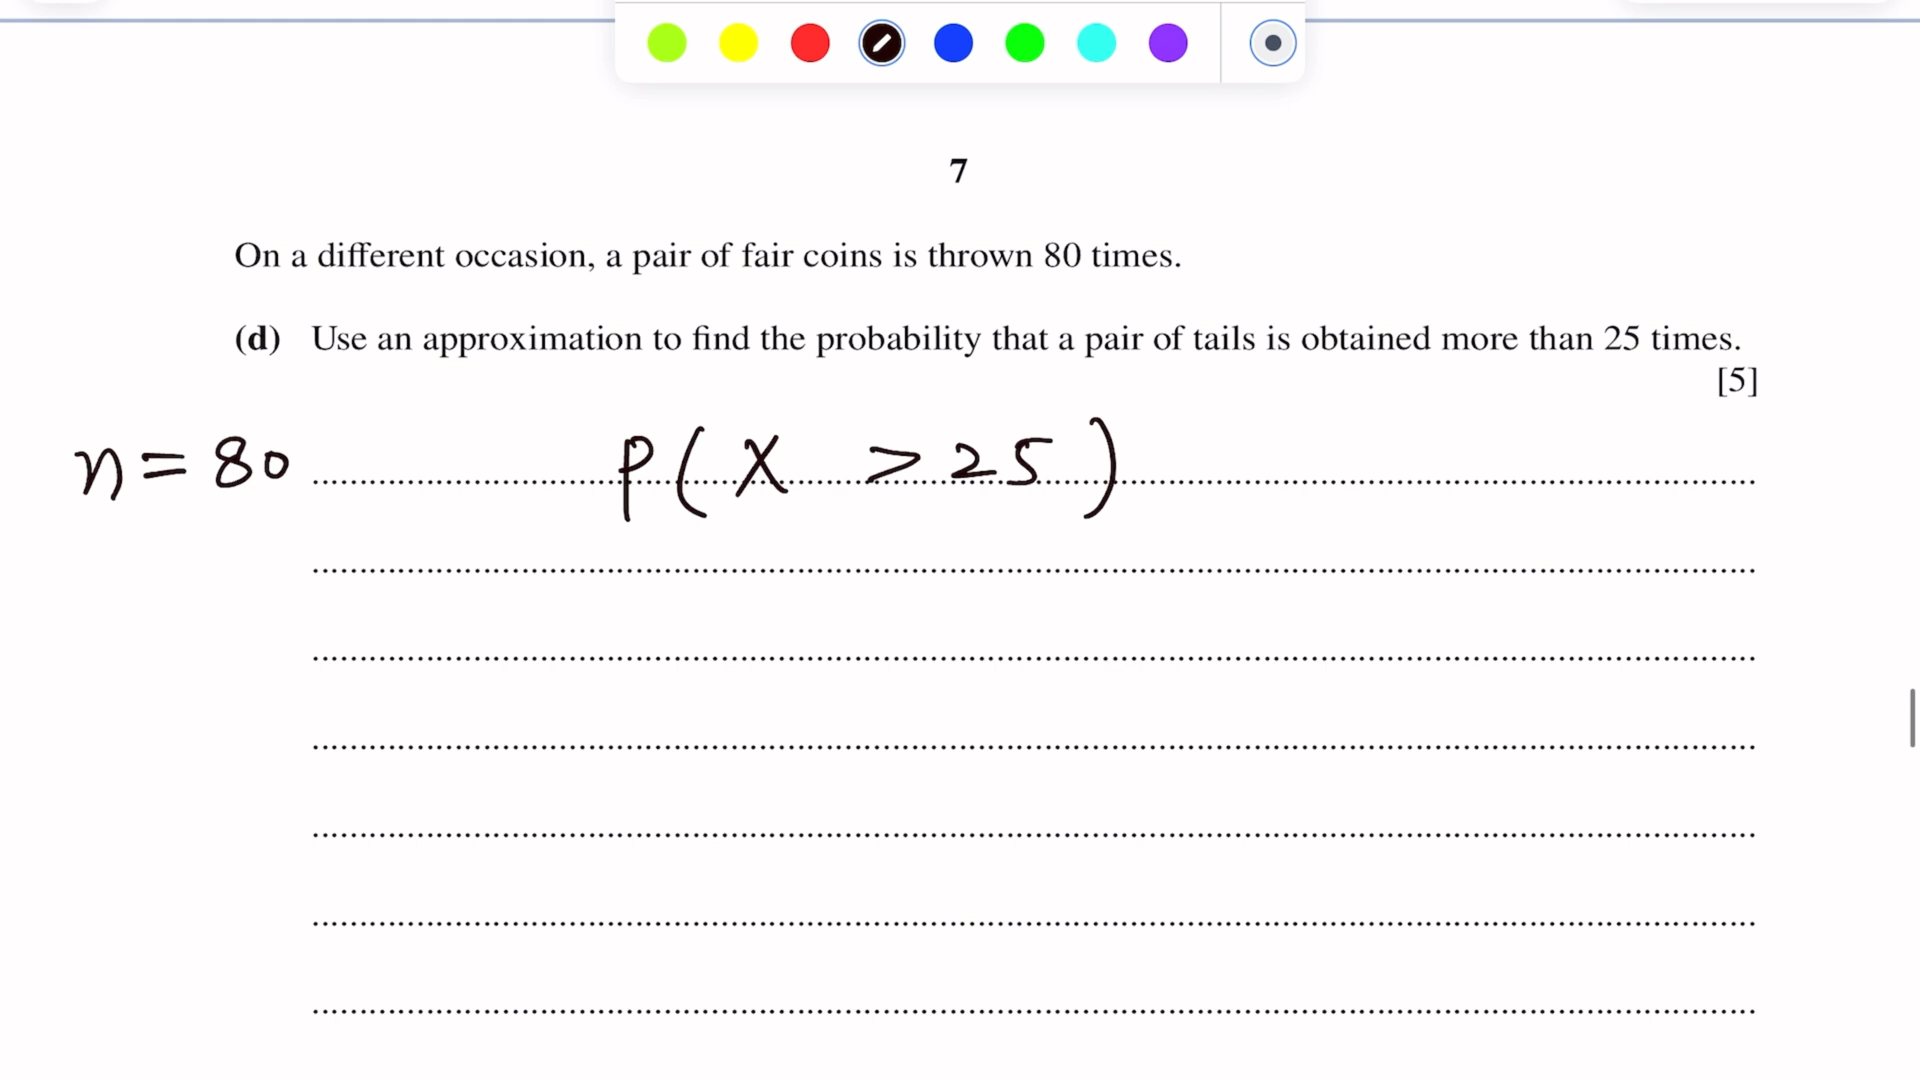 7
On a different occasion, a pair of fair coins is thrown 80 times.
(d) Use an approximation to find the probability that a pair of tails is obtained more than 25 times.
[5]
n = 80 P( X > 25 )